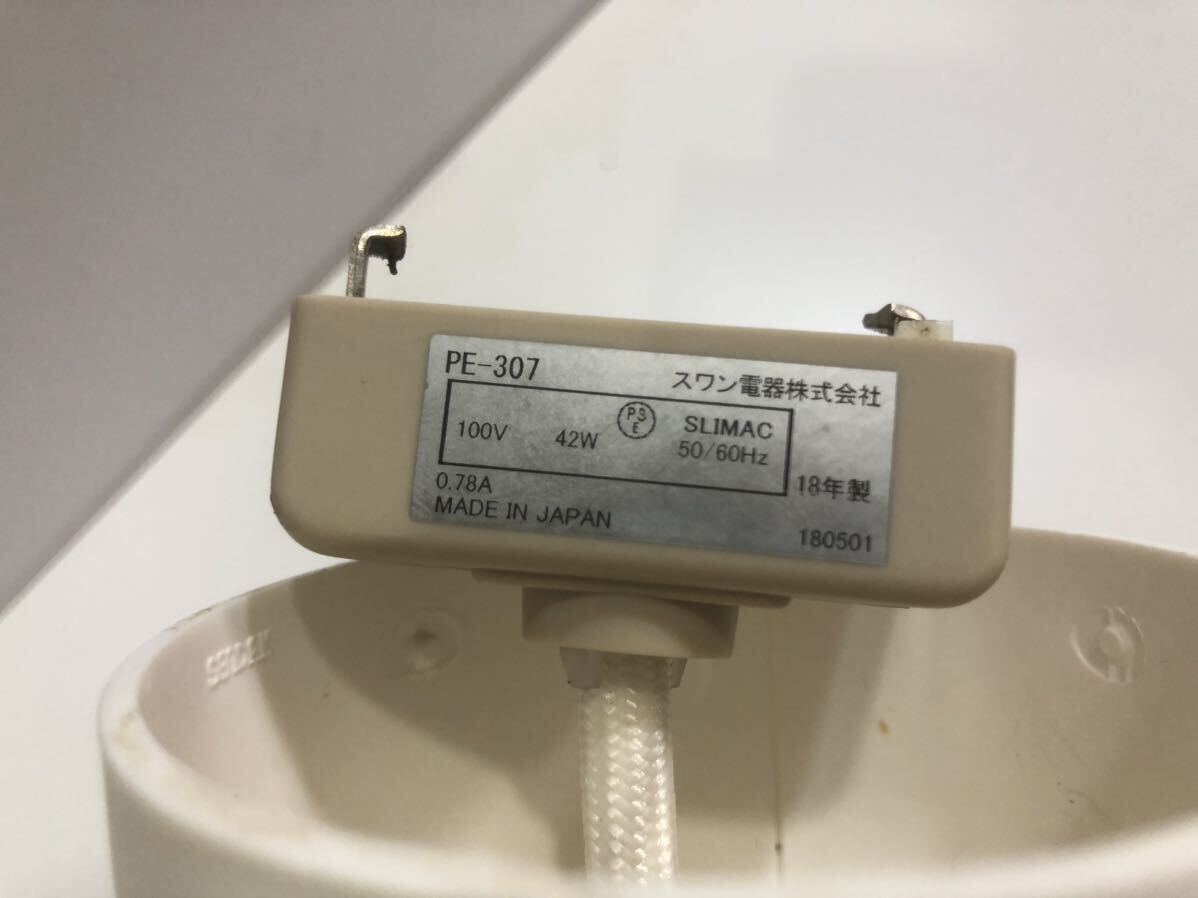 PE-307 スワン電器株式会社
100V 42W PSE SLIMAC
50/60Hz
0.78A 18年製
MADE IN JAPAN 180501